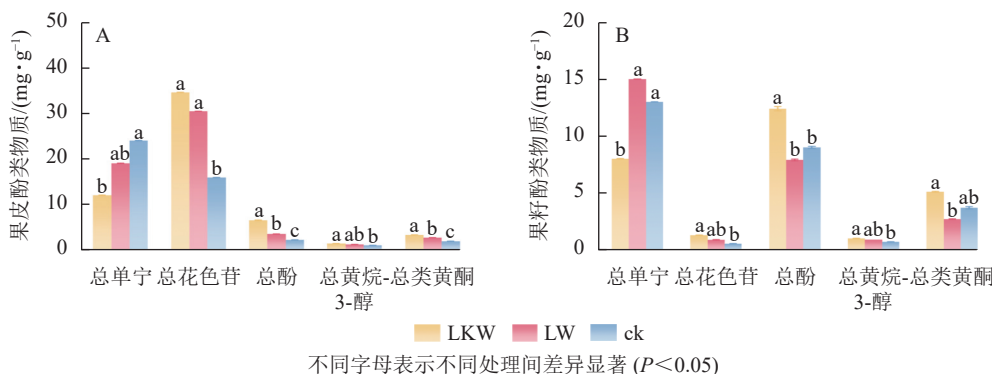 A
果皮酚类物质/(mg•g⁻¹)
50
40
30
20
10
0
b ab a
a a b
a b c
a ab b
a b c
总单宁 总花色苷 总酚 总黄烷-3-醇 总类黄酮
B
果籽酚类物质/(mg•g⁻¹)
20
15
10
5
0
b a a
a ab b
a b b
a ab b
a b ab
总单宁 总花色苷 总酚 总黄烷-3-醇 总类黄酮
LKW LW ck
不同字母表示不同处理间差异显著 (P＜0.05)